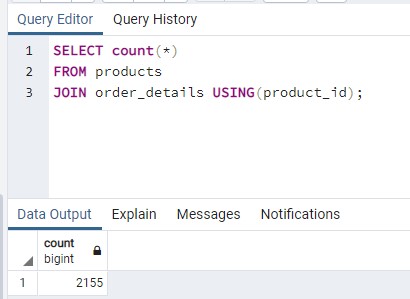 Query Editor Query History
1 SELECT count(*)
2 FROM products
3 JOIN order_details USING(product_id);
Data Output Explain Messages Notifications
count
bigint
1 2155